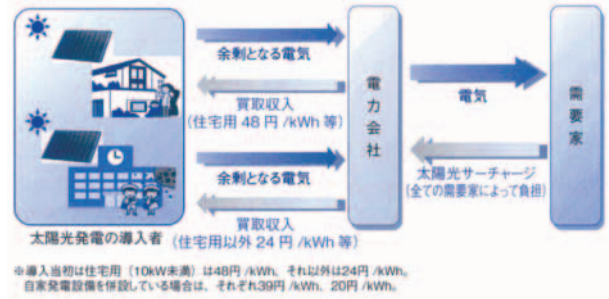 余剰となる電気
買取収入
(住宅用 48 円 /kWh 等)
余剰となる電気
買取収入
(住宅用以外 24 円 /kWh 等)
太陽光発電の導入者
電力会社
電気
太陽光サーチャージ
(全ての需要家によって負担)
需要家
※導入当初は住宅用（10kW未満）は48円 /kWh、それ以外は24円 /kWh。
自家発電設備を併設している場合は、それぞれ39円 /kWh、20円 /kWh。